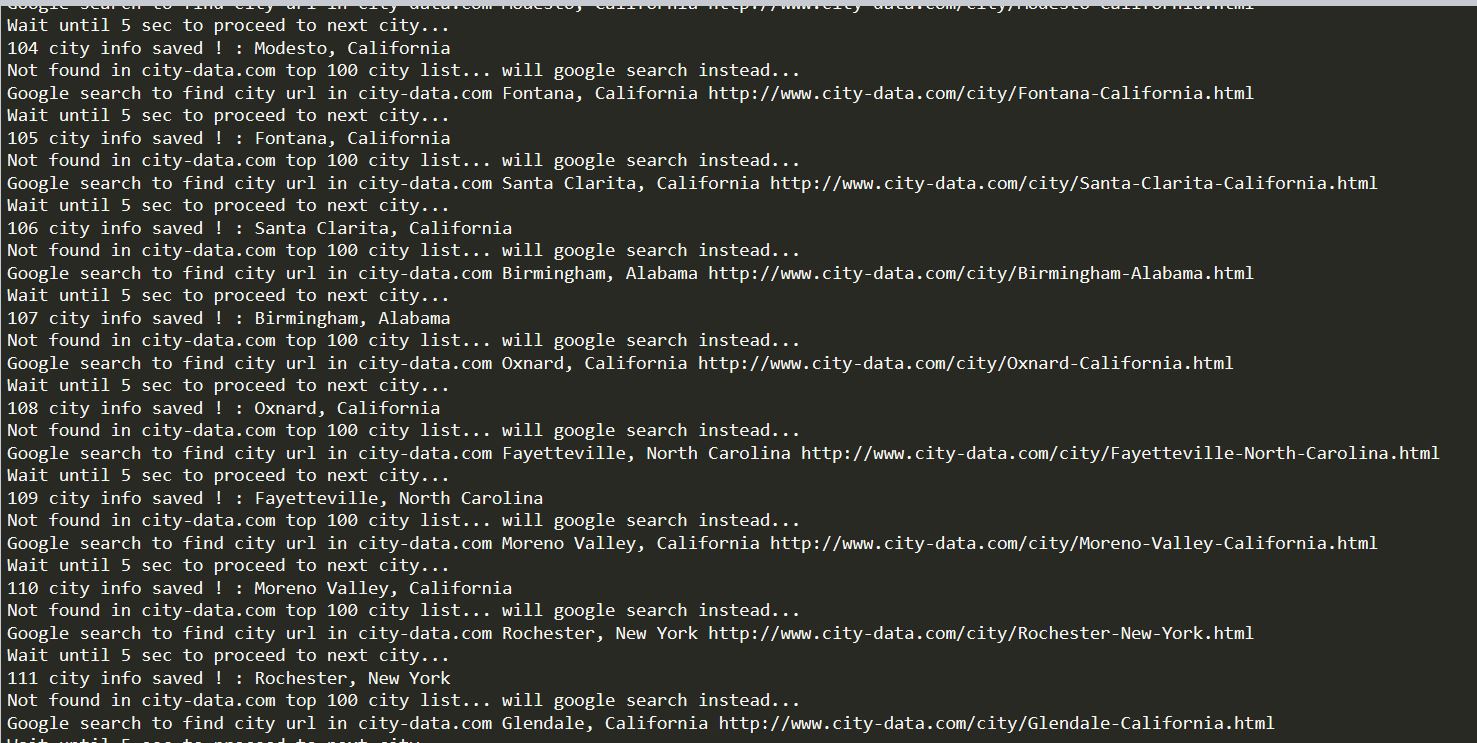 Google search to find city url in city-data.com Modesto, California http://www.city-data.com/city/Modesto-California.html
Wait until 5 sec to proceed to next city...
104 city info saved ! : Modesto, California
Not found in city-data.com top 100 city list... will google search instead...
Google search to find city url in city-data.com Fontana, California http://www.city-data.com/city/Fontana-California.html
Wait until 5 sec to proceed to next city...
105 city info saved ! : Fontana, California
Not found in city-data.com top 100 city list... will google search instead...
Google search to find city url in city-data.com Santa Clarita, California http://www.city-data.com/city/Santa-Clarita-California.html
Wait until 5 sec to proceed to next city...
106 city info saved ! : Santa Clarita, California
Not found in city-data.com top 100 city list... will google search instead...
Google search to find city url in city-data.com Birmingham, Alabama http://www.city-data.com/city/Birmingham-Alabama.html
Wait until 5 sec to proceed to next city...
107 city info saved ! : Birmingham, Alabama
Not found in city-data.com top 100 city list... will google search instead...
Google search to find city url in city-data.com Oxnard, California http://www.city-data.com/city/Oxnard-California.html
Wait until 5 sec to proceed to next city...
108 city info saved ! : Oxnard, California
Not found in city-data.com top 100 city list... will google search instead...
Google search to find city url in city-data.com Fayetteville, North Carolina http://www.city-data.com/city/Fayetteville-North-Carolina.html
Wait until 5 sec to proceed to next city...
109 city info saved ! : Fayetteville, North Carolina
Not found in city-data.com top 100 city list... will google search instead...
Google search to find city url in city-data.com Moreno Valley, California http://www.city-data.com/city/Moreno-Valley-California.html
Wait until 5 sec to proceed to next city...
110 city info saved ! : Moreno Valley, California
Not found in city-data.com top 100 city list... will google search instead...
Google search to find city url in city-data.com Rochester, New York http://www.city-data.com/city/Rochester-New-York.html
Wait until 5 sec to proceed to next city...
111 city info saved ! : Rochester, New York
Not found in city-data.com top 100 city list... will google search instead...
Google search to find city url in city-data.com Glendale, California http://www.city-data.com/city/Glendale-California.html